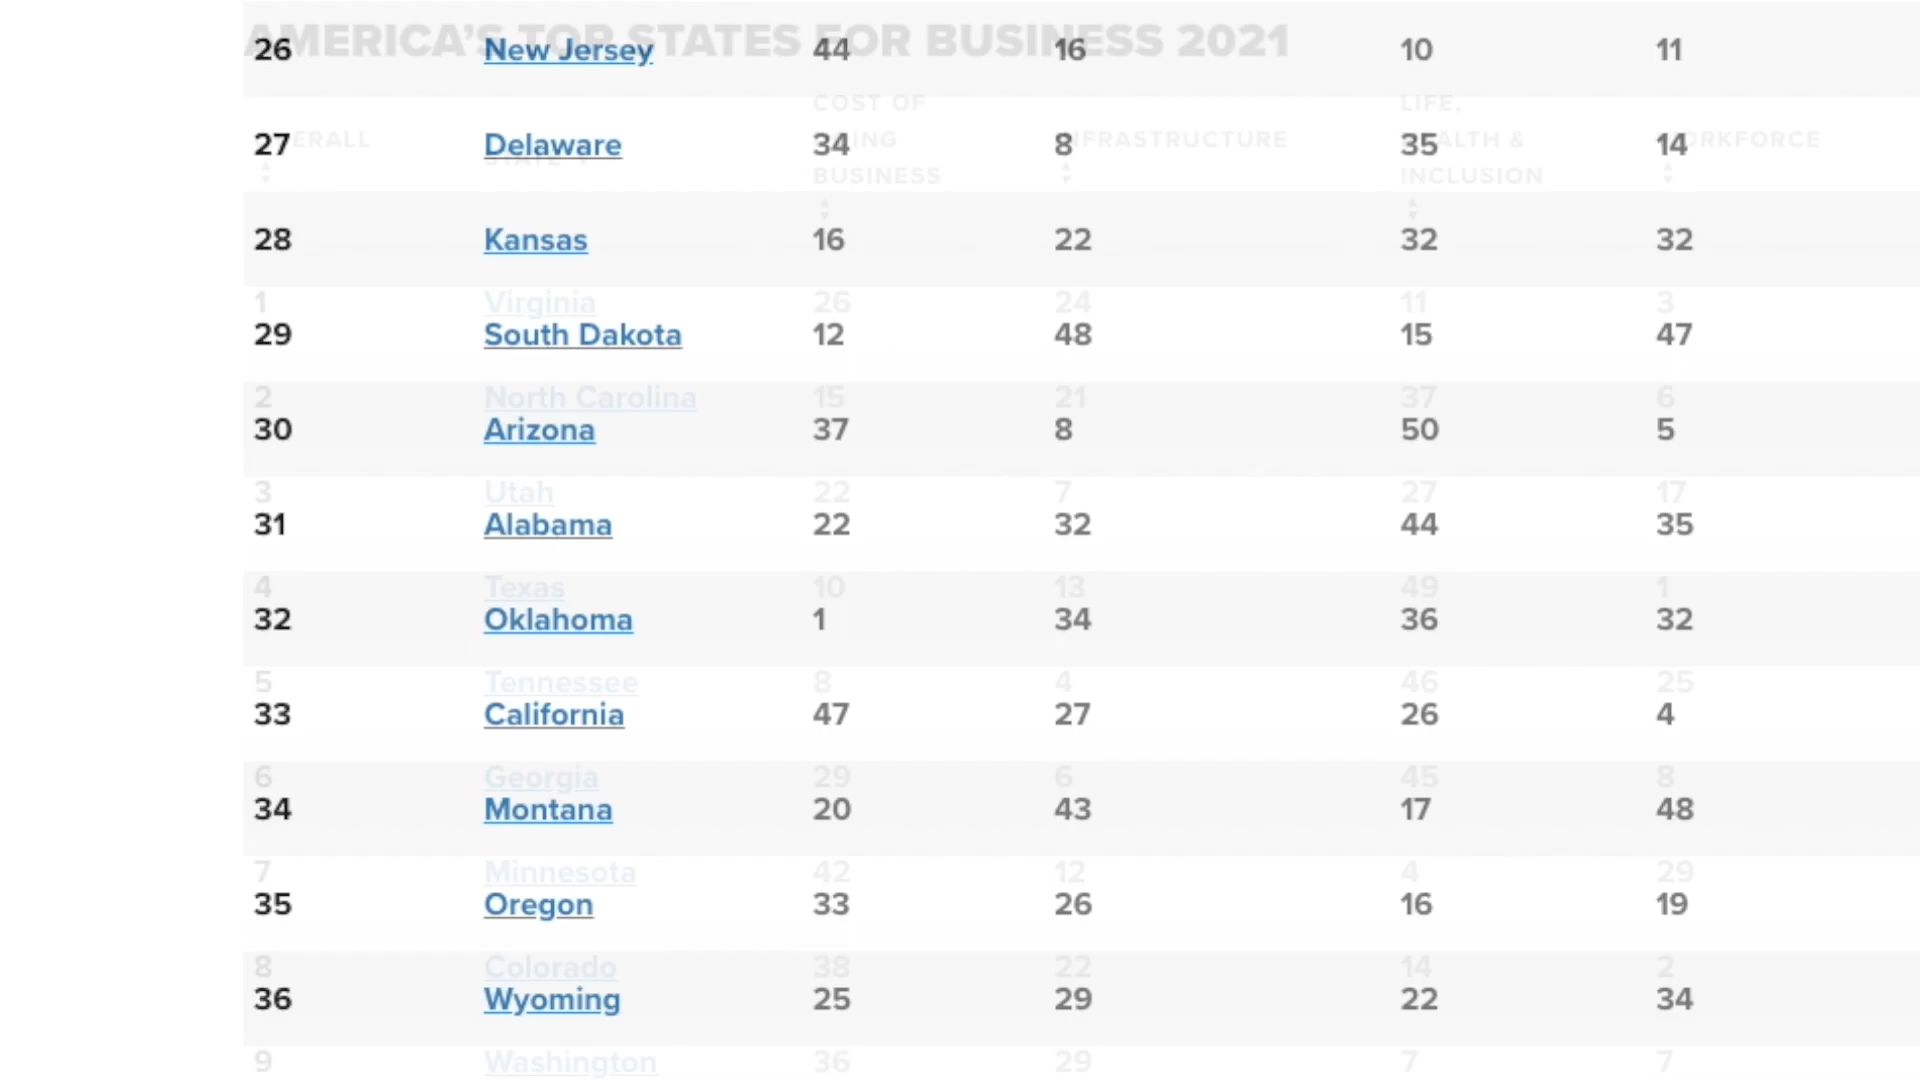 AMERICA'S TOP STATES FOR BUSINESS 2021
26 New Jersey 44 16 10 11
COST OF LIFE,
27 Delaware 34 8 35 14
BUSINESS INCLUSION
28 Kansas 16 22 32 32
1 Virginia 26 24 11 3
29 South Dakota 12 48 15 47
2 North Carolina 15 21 37 6
30 Arizona 37 8 50 5
3 Utah 22 7 27 17
31 Alabama 22 32 44 35
4 Texas 10 13 49 1
32 Oklahoma 1 34 36 32
5 Tennessee 8 4 46 25
33 California 47 27 26 4
6 Georgia 29 6 45 8
34 Montana 20 43 17 48
7 Minnesota 42 12 4 29
35 Oregon 33 26 16 19
8 Colorado 38 22 14 2
36 Wyoming 25 29 22 34
9 Washington 36 29 7 7